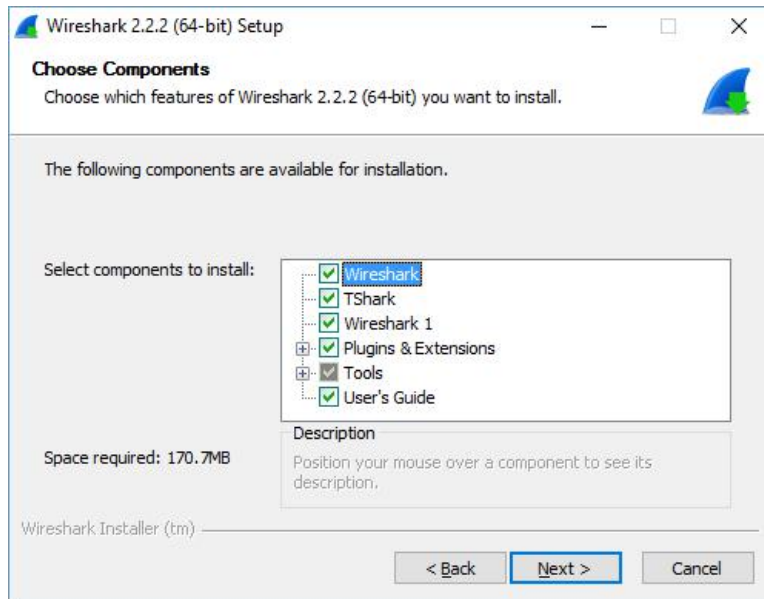 Wireshark 2.2.2 (64-bit) Setup
Choose Components
Choose which features of Wireshark 2.2.2 (64-bit) you want to install.
The following components are available for installation.
Select components to install:
Wireshark
TShark
Wireshark 1
Plugins & Extensions
Tools
User's Guide
Space required: 170.7MB
Description
Position your mouse over a component to see its
description.
Wireshark Installer (tm)
< Back
Next >
Cancel